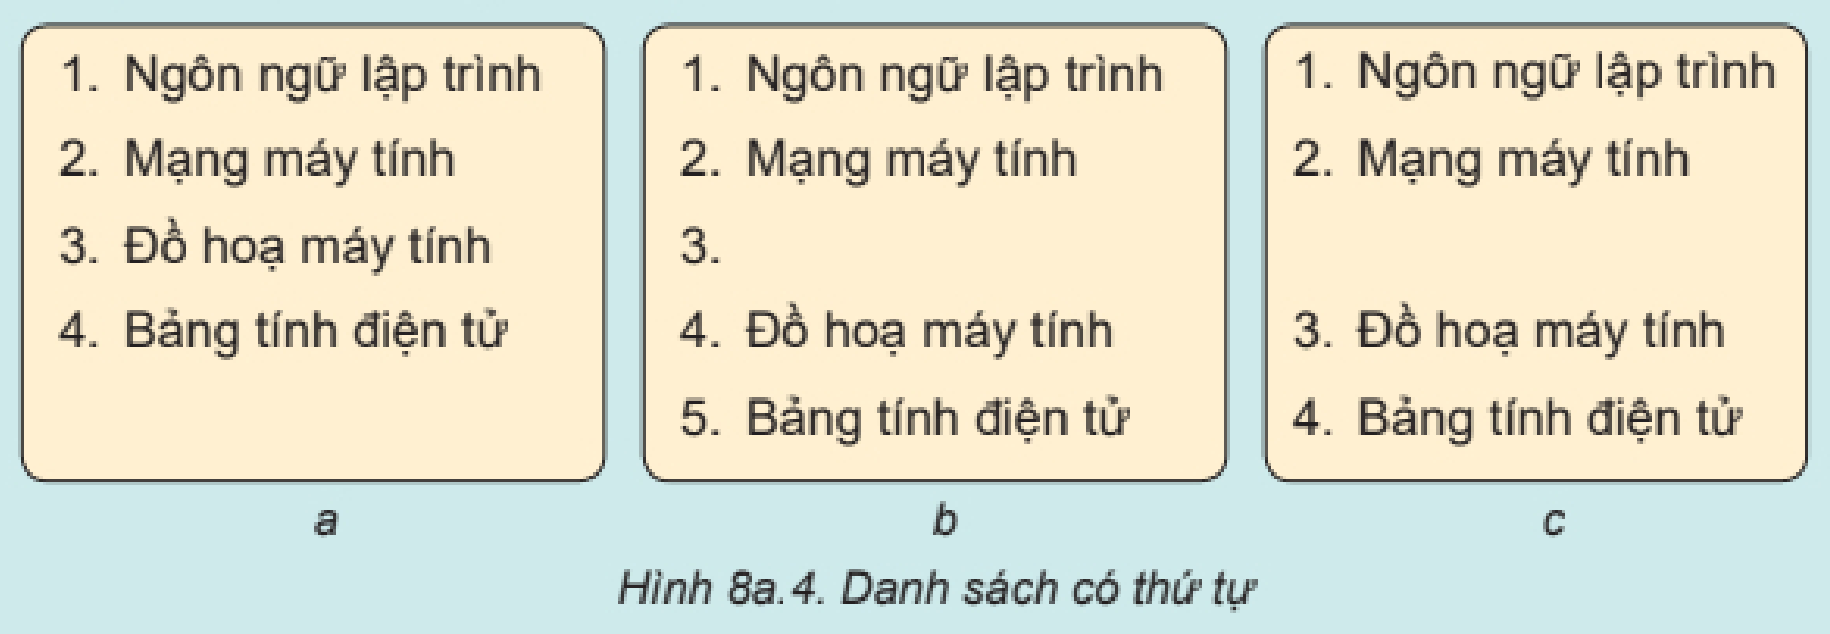 1. Ngôn ngữ lập trình
2. Mạng máy tính
3. Đồ hoạ máy tính
4. Bảng tính điện tử
a
1. Ngôn ngữ lập trình
2. Mạng máy tính
3.
4. Đồ hoạ máy tính
5. Bảng tính điện tử
b
1. Ngôn ngữ lập trình
2. Mạng máy tính
3. Đồ hoạ máy tính
4. Bảng tính điện tử
c
Hình 8a.4. Danh sách có thứ tự